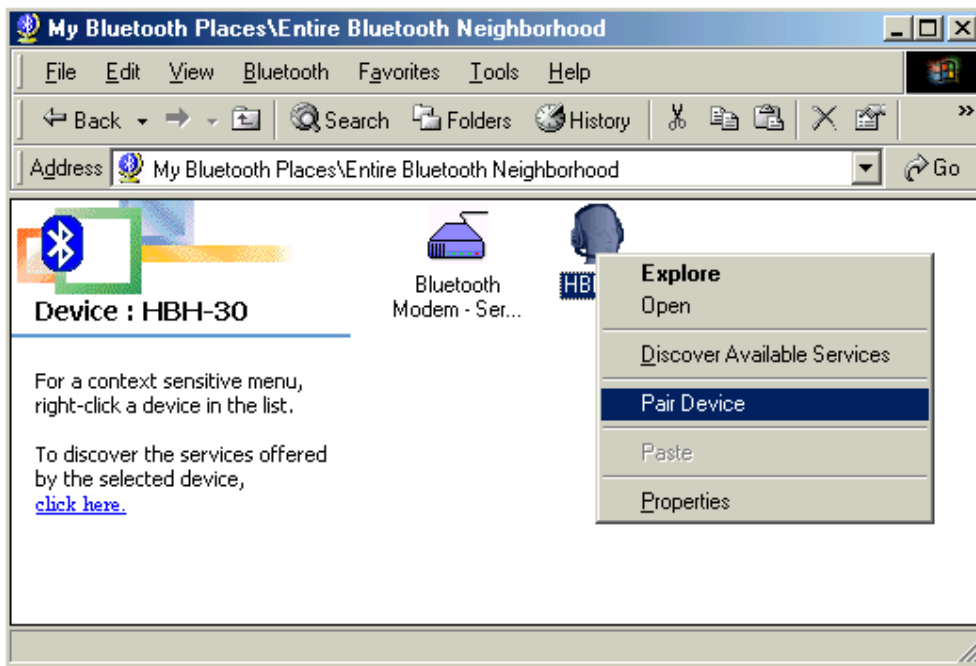 My Bluetooth Places\Entire Bluetooth Neighborhood
File Edit View Bluetooth Favorites Tools Help
Back Search Folders History »
Address My Bluetooth Places\Entire Bluetooth Neighborhood Go
Device : HBH-30
For a context sensitive menu,
right-click a device in the list.
To discover the services offered
by the selected device,
click here.
Bluetooth
Modem - Ser...
HB
Explore
Open
Discover Available Services
Pair Device
Paste
Properties